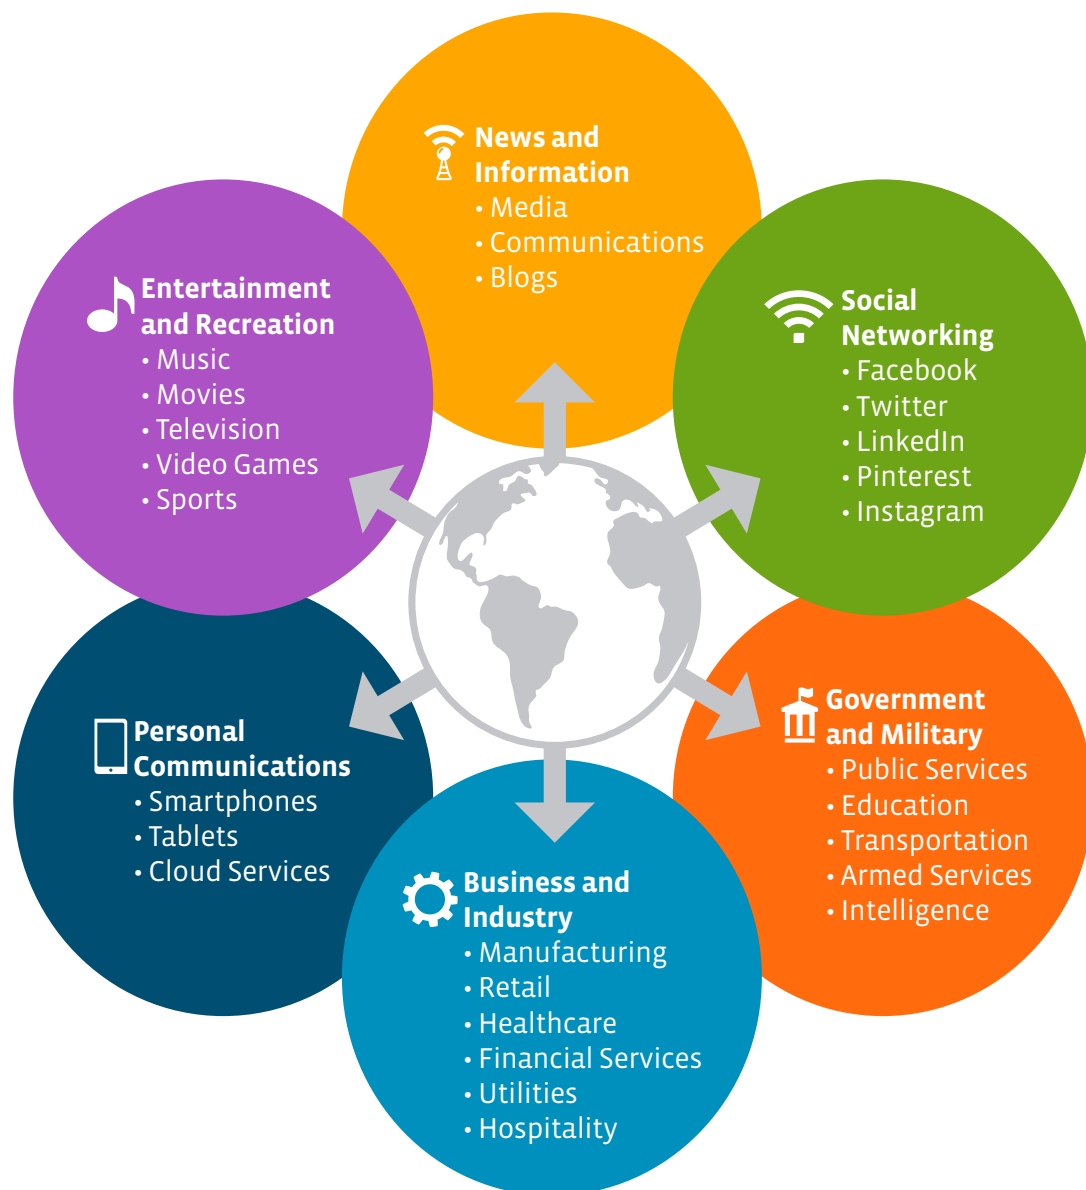 News and
Information
• Media
• Communications
• Blogs
Entertainment
and Recreation
• Music
• Movies
• Television
• Video Games
• Sports
Social
Networking
• Facebook
• Twitter
• LinkedIn
• Pinterest
• Instagram
Personal
Communications
• Smartphones
• Tablets
• Cloud Services
Government
and Military
• Public Services
• Education
• Transportation
• Armed Services
• Intelligence
Business and
Industry
• Manufacturing
• Retail
• Healthcare
• Financial Services
• Utilities
• Hospitality